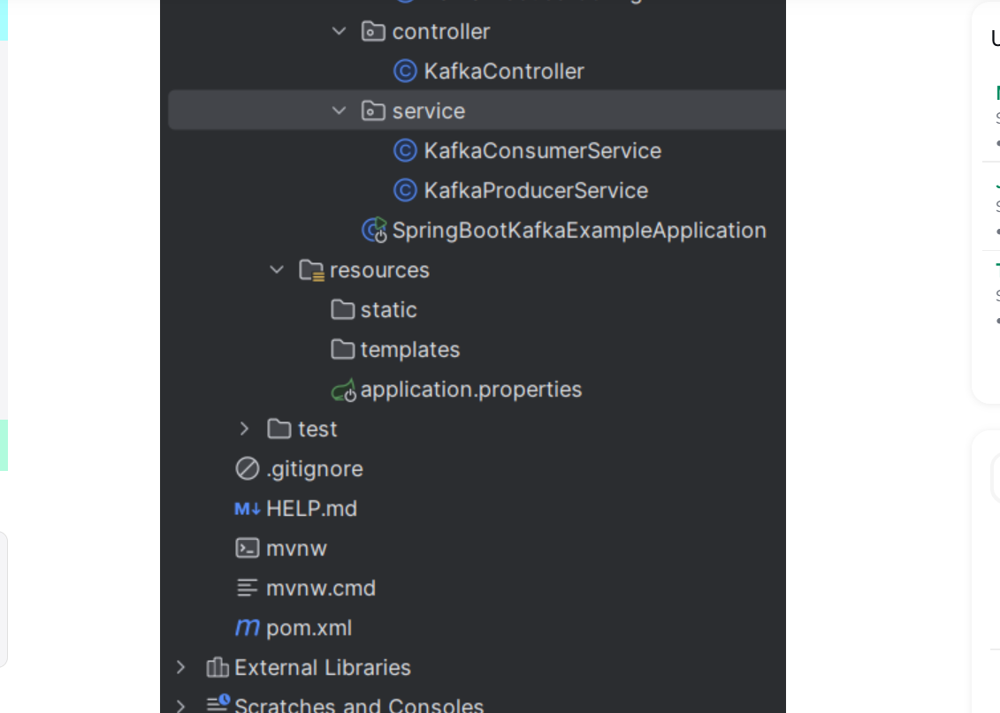 controller
KafkaController
service
KafkaConsumerService
KafkaProducerService
SpringBootKafkaExampleApplication
resources
static
templates
application.properties
test
.gitignore
M↓ HELP.md
mvnw
mvnw.cmd
m pom.xml
External Libraries
Scratches and Consoles